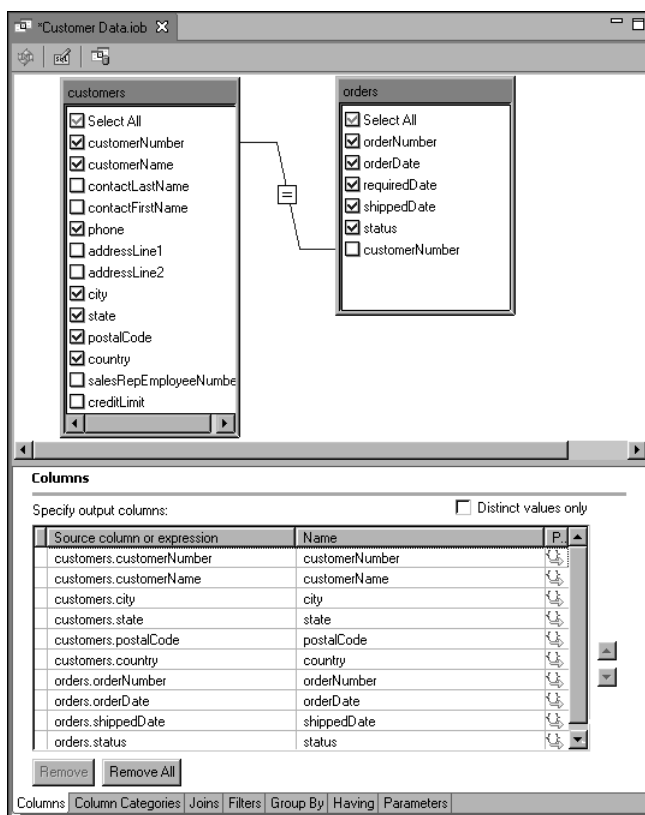 *Customer Data.iob
sql
customers
Select All
customerNumber
customerName
contactLastName
contactFirstName
phone
addressLine1
addressLine2
city
state
postalCode
country
salesRepEmployeeNumbe
creditLimit
=
orders
Select All
orderNumber
orderDate
requiredDate
shippedDate
status
customerNumber
Columns
Specify output columns:
Distinct values only
Source column or expression Name P..
customers.customerNumber customerNumber
customers.customerName customerName
customers.city city
customers.state state
customers.postalCode postalCode
customers.country country
orders.orderNumber orderNumber
orders.orderDate orderDate
orders.shippedDate shippedDate
orders.status status
Remove Remove All
Columns Column Categories Joins Filters Group By Having Parameters